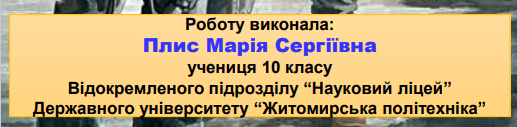 Роботу виконала:
Плис Марія Сергіївна
учениця 10 класу
Відокремленого підрозділу “Науковий ліцей”
Державного університету “Житомирська політехніка”